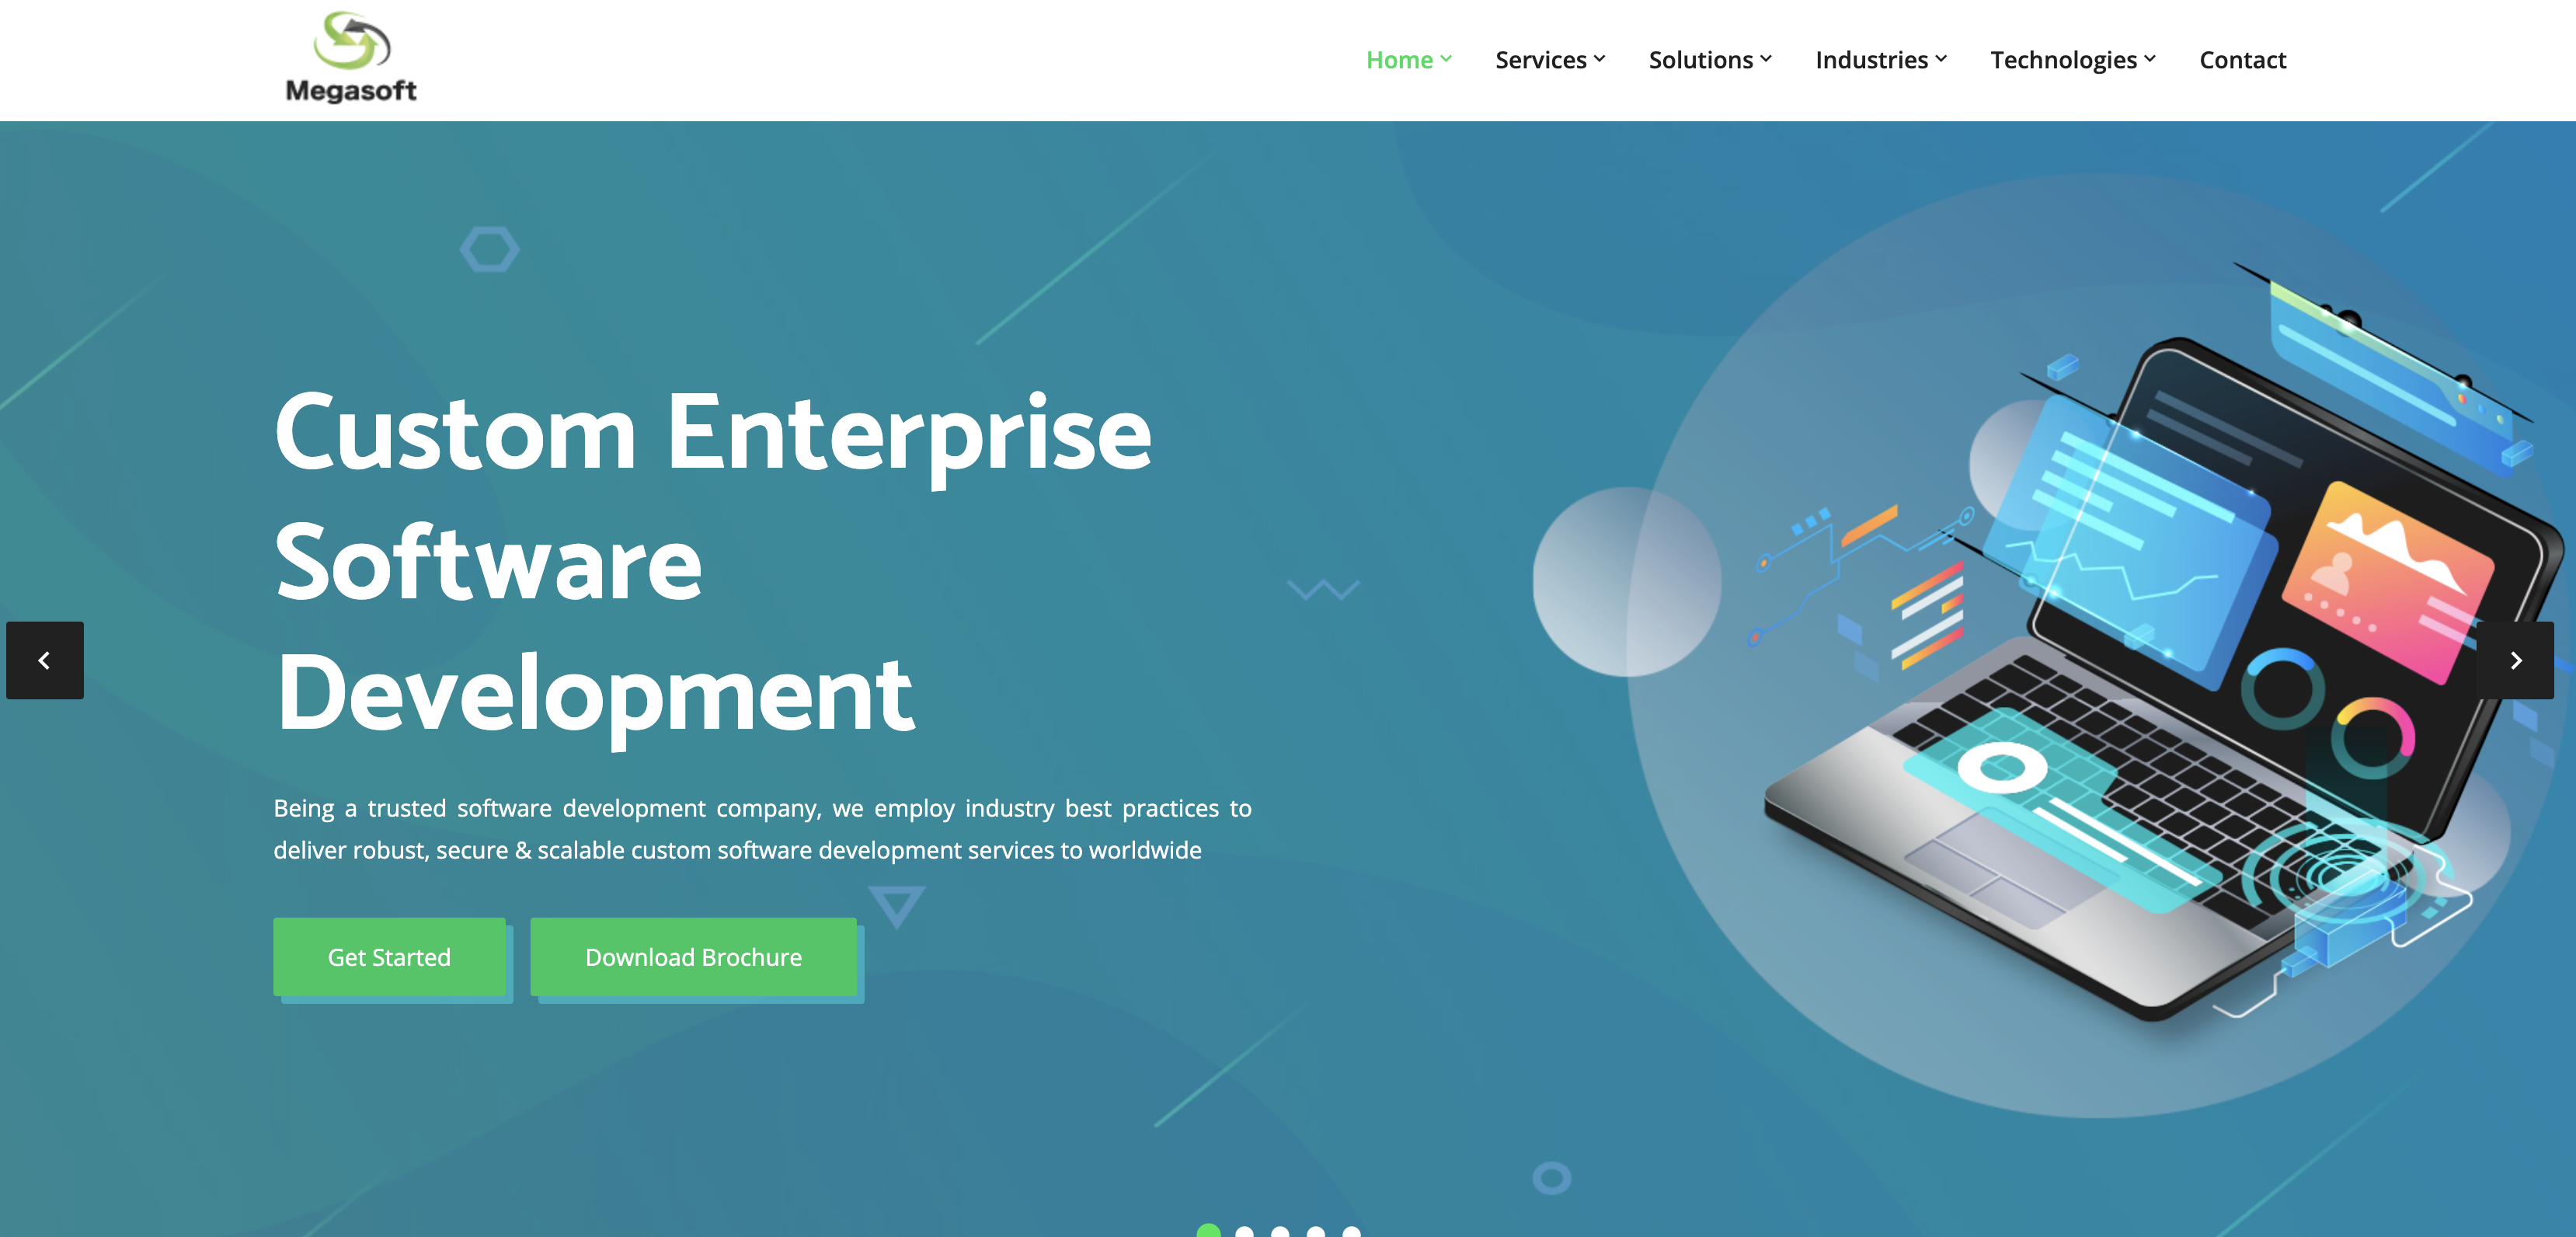 Megasoft
Home
Services
Solutions
Industries
Technologies
Contact
Custom Enterprise
Software
Development
Being a trusted software development company, we employ industry best practices to
deliver robust, secure & scalable custom software development services to worldwide
Get Started
Download Brochure